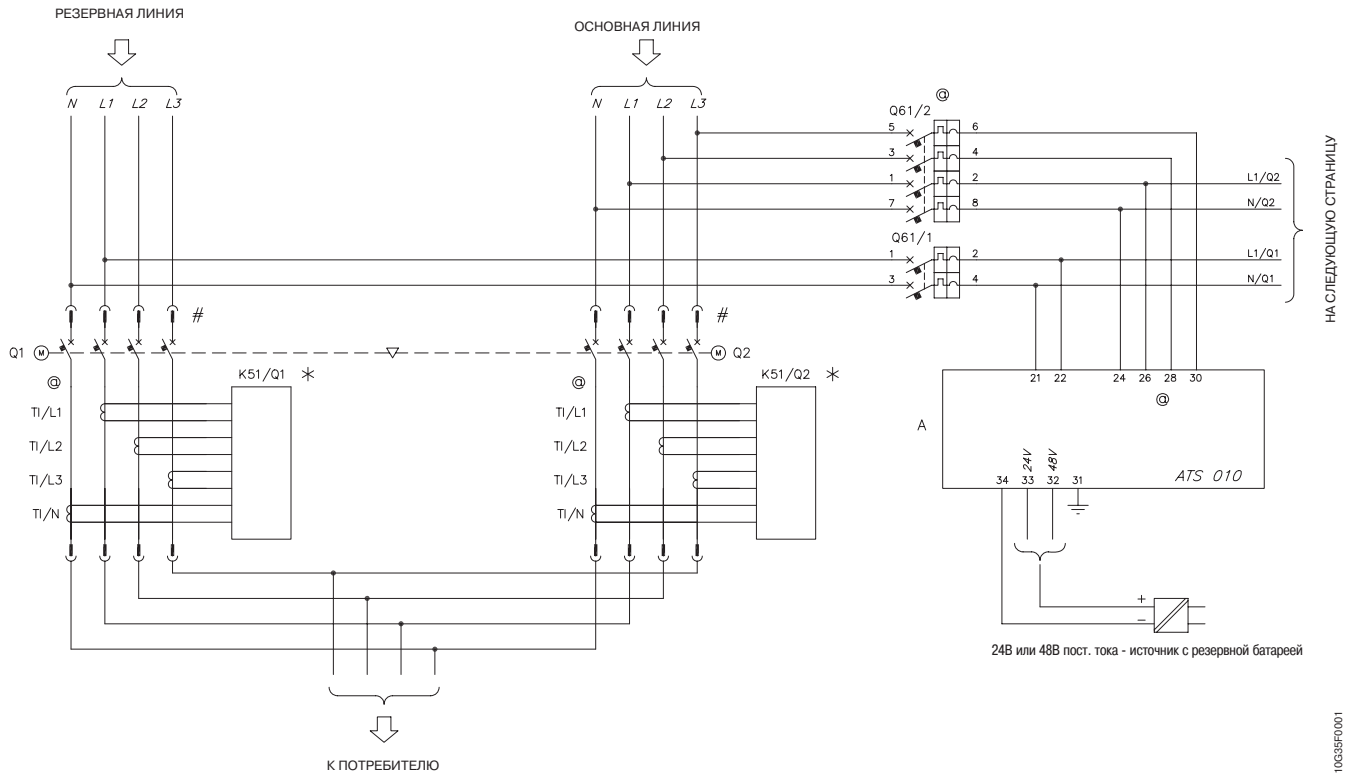 РЕЗЕРВНАЯ ЛИНИЯ
ОСНОВНАЯ ЛИНИЯ
N L1 L2 L3
N L1 L2 L3
@
Q61/2
5 6
3 4
1 2 L1/Q2
7 8 N/Q2
Q61/1
1 2 L1/Q1
3 4 N/Q1
НА СЛЕДУЮЩУЮ СТРАНИЦУ
#
#
Q1 M
M Q2
@
K51/Q1 *
@
K51/Q2 *
TI/L1
TI/L2
TI/L3
TI/N
TI/L1
TI/L2
TI/L3
TI/N
21 22 24 26 28 30
@
A
24V 48V
34 33 32 31
ATS 010
+
−
24В или 48В пост. тока - источник с резервной батареей
К ПОТРЕБИТЕЛЮ
10G35F0001